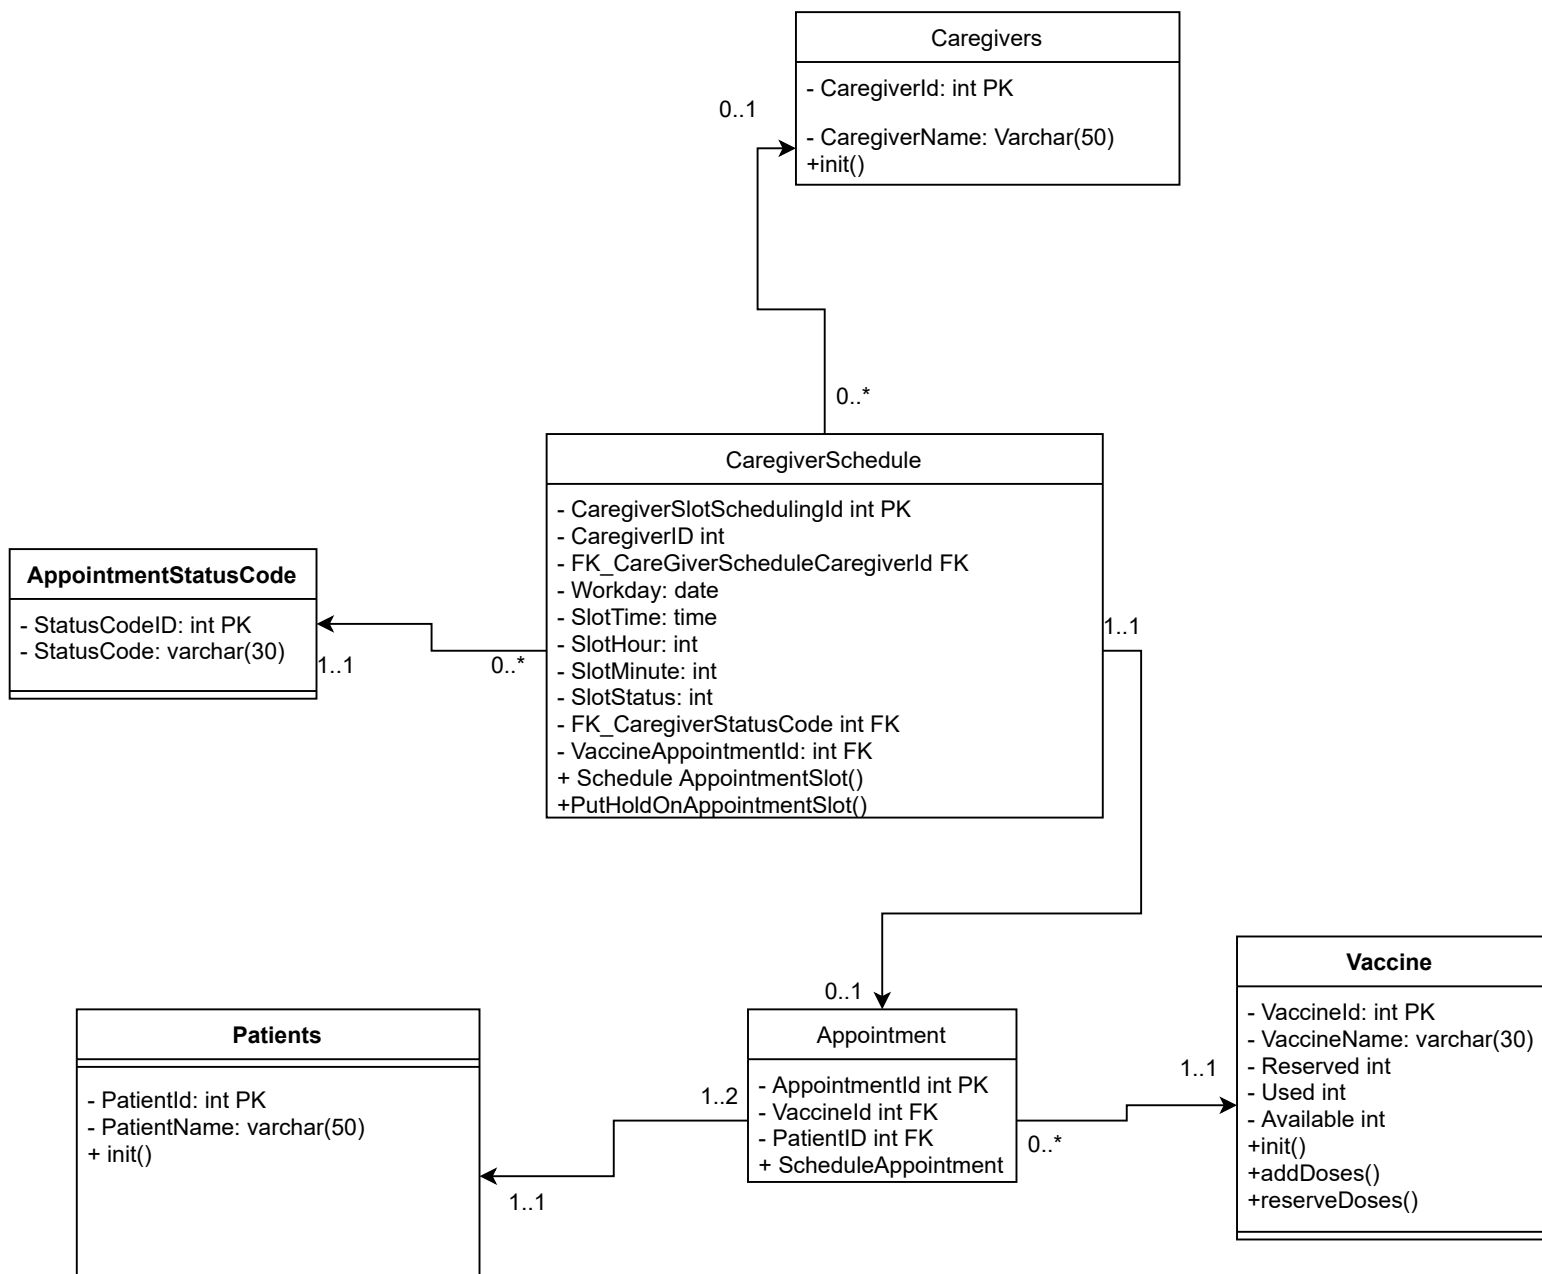 Caregivers
- CaregiverId: int PK
- CaregiverName: Varchar(50)
+init()
0..1
0..*
CaregiverSchedule
- CaregiverSlotSchedulingId int PK
- CaregiverID int
- FK_CareGiverScheduleCaregiverId FK
- Workday: date
- SlotTime: time
- SlotHour: int
- SlotMinute: int
- SlotStatus: int
- FK_CaregiverStatusCode int FK
- VaccineAppointmentId: int FK
+ Schedule AppointmentSlot()
+PutHoldOnAppointmentSlot()
AppointmentStatusCode
- StatusCodeID: int PK
- StatusCode: varchar(30)
1..1
0..*
1..1
0..1
Patients
- PatientId: int PK
- PatientName: varchar(50)
+ init()
1..1
1..2
Appointment
- AppointmentId int PK
- VaccineId int FK
- PatientID int FK
+ ScheduleAppointment
0..*
1..1
Vaccine
- VaccineId: int PK
- VaccineName: varchar(30)
- Reserved int
- Used int
- Available int
+init()
+addDoses()
+reserveDoses()